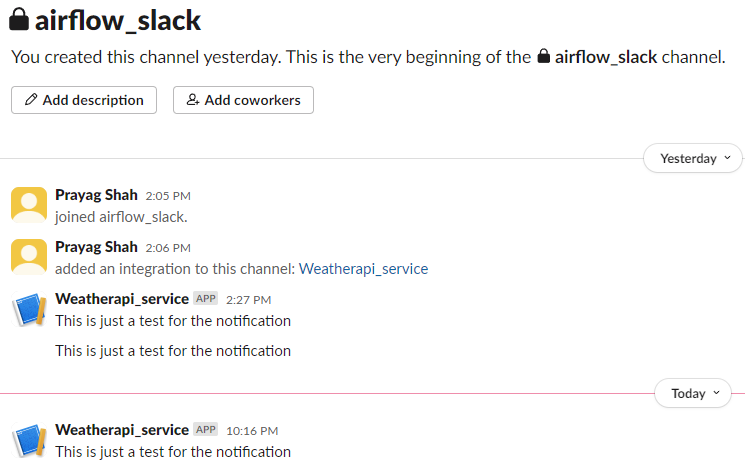 airflow_slack
You created this channel yesterday. This is the very beginning of the airflow_slack channel.
Add description
Add coworkers
Yesterday
Prayag Shah 2:05 PM
joined airflow_slack.
Prayag Shah 2:06 PM
added an integration to this channel: Weatherapi_service
Weatherapi_service APP 2:27 PM
This is just a test for the notification
This is just a test for the notification
Today
Weatherapi_service APP 10:16 PM
This is just a test for the notification